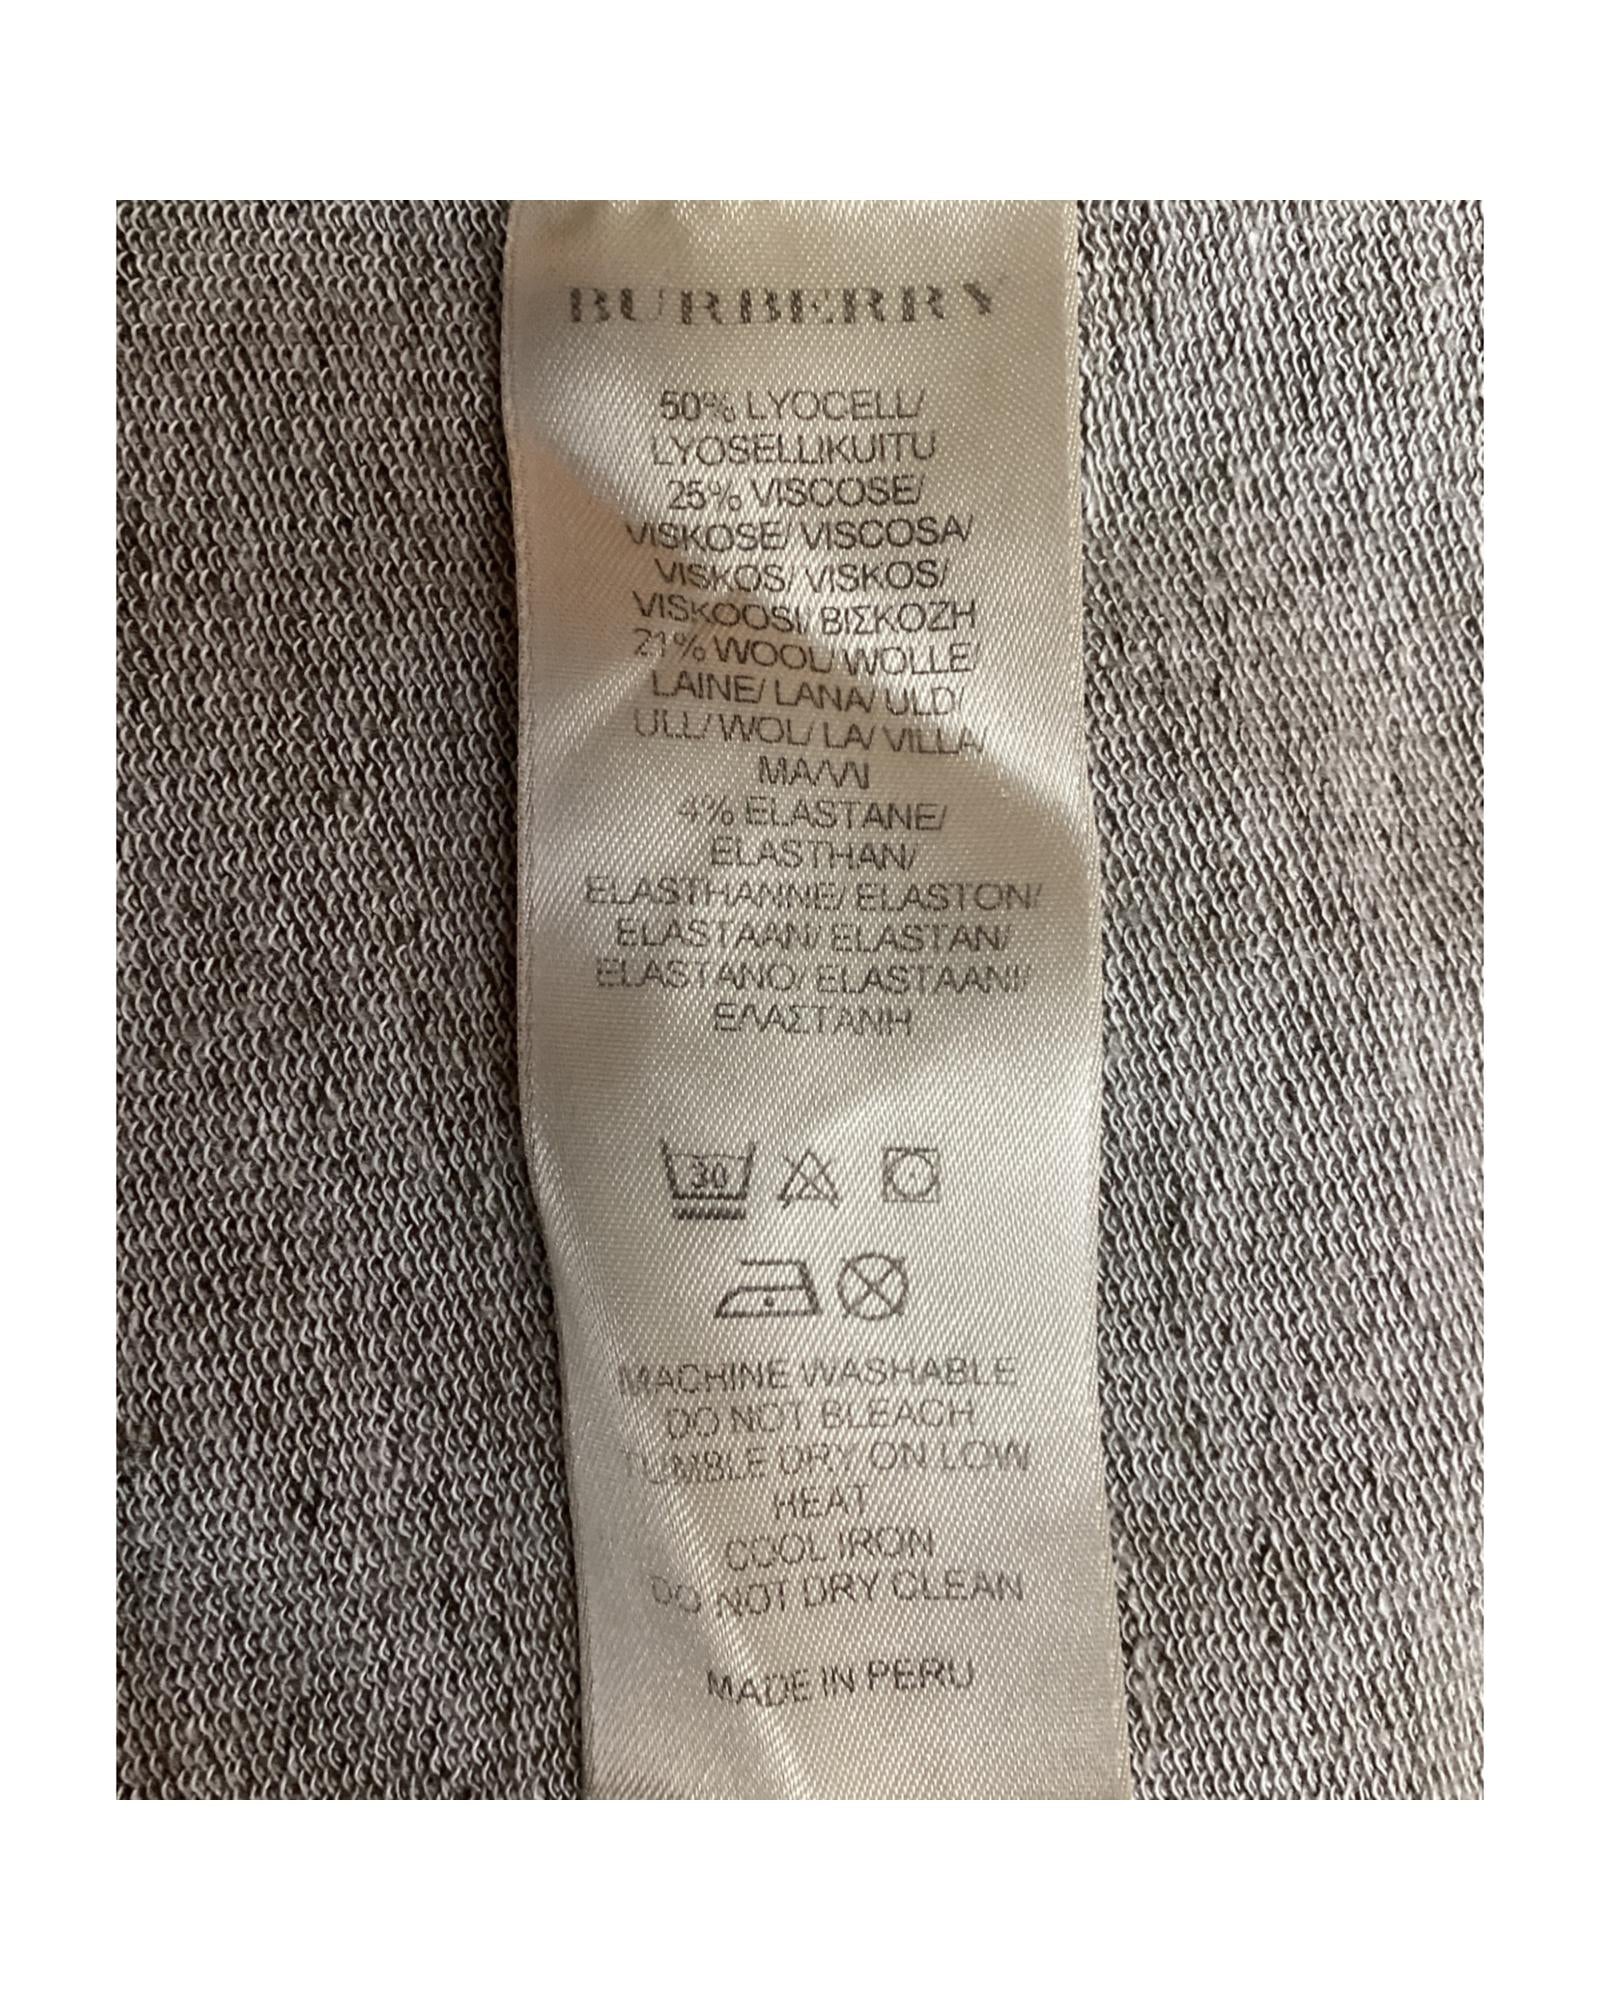 BURBERRY
50% LYOCELL/
LYOSELLIKUITU
25% VISCOSE/
VISKOSE/ VISCOSA/
VISKOS/ VISKOS/
VISKOOSI/ ΒΙΣΚΟΖΗ
21% WOOL/ WOLLE/
LAINE/ LANA/ ULD/
ULL/ WOL/ LA/ VILLA
ΜΑΛΛΙ
4% ELASTANE/
ELASTHAN/
ELASTHANNE/ ELASTON/
ELASTAAN/ ELASTAN/
ELASTANO/ ELASTAANI/
ΕΛΑΣΤΑΝΗ
30
MACHINE WASHABLE
DO NOT BLEACH
TUMBLE DRY ON LOW
HEAT
COOL IRON
DO NOT DRY CLEAN
MADE IN PERU